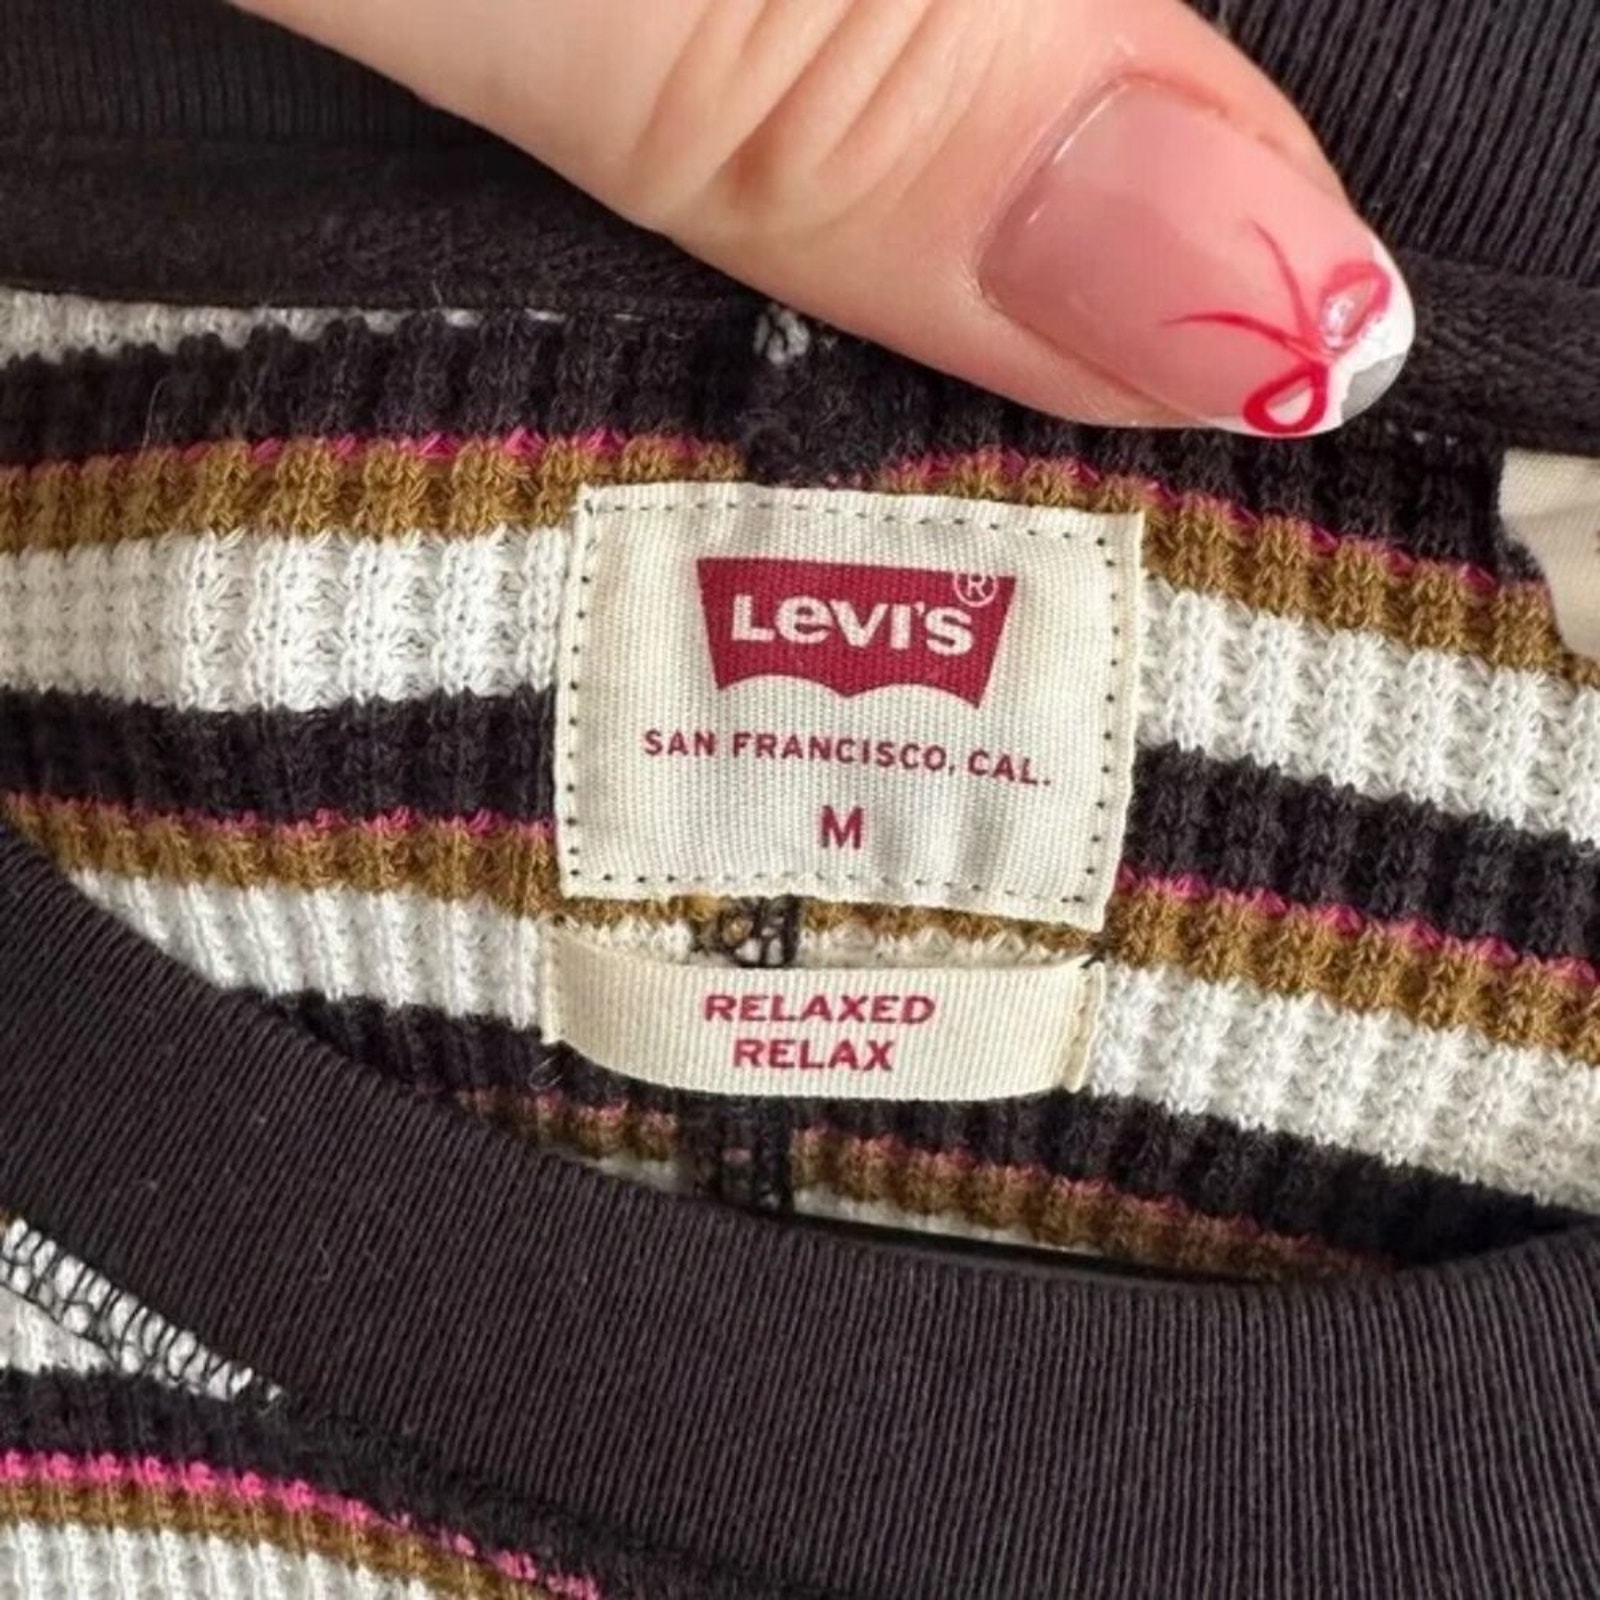 Levi's®
SAN FRANCISCO, CAL.
M
RELAXED
RELAX